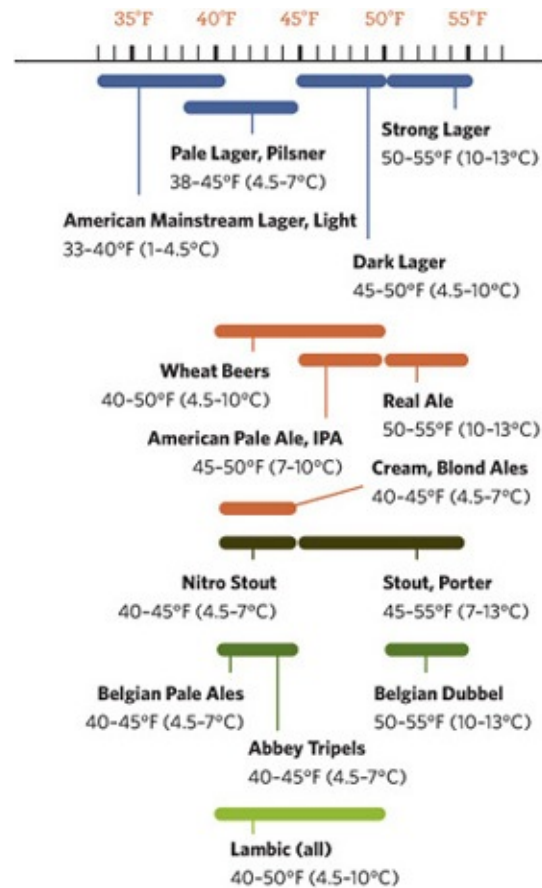 35°F 40°F 45°F 50°F 55°F
Strong Lager
50-55°F (10-13°C)
Pale Lager, Pilsner
38-45°F (4.5-7°C)
American Mainstream Lager, Light
33-40°F (1-4.5°C)
Dark Lager
45-50°F (4.5-10°C)
Wheat Beers
40-50°F (4.5-10°C)
Real Ale
50-55°F (10-13°C)
American Pale Ale, IPA
45-50°F (7-10°C)
Cream, Blond Ales
40-45°F (4.5-7°C)
Nitro Stout
40-45°F (4.5-7°C)
Stout, Porter
45-55°F (7-13°C)
Belgian Pale Ales
40-45°F (4.5-7°C)
Belgian Dubbel
50-55°F (10-13°C)
Abbey Tripels
40-45°F (4.5-7°C)
Lambic (all)
40-50°F (4.5-10°C)